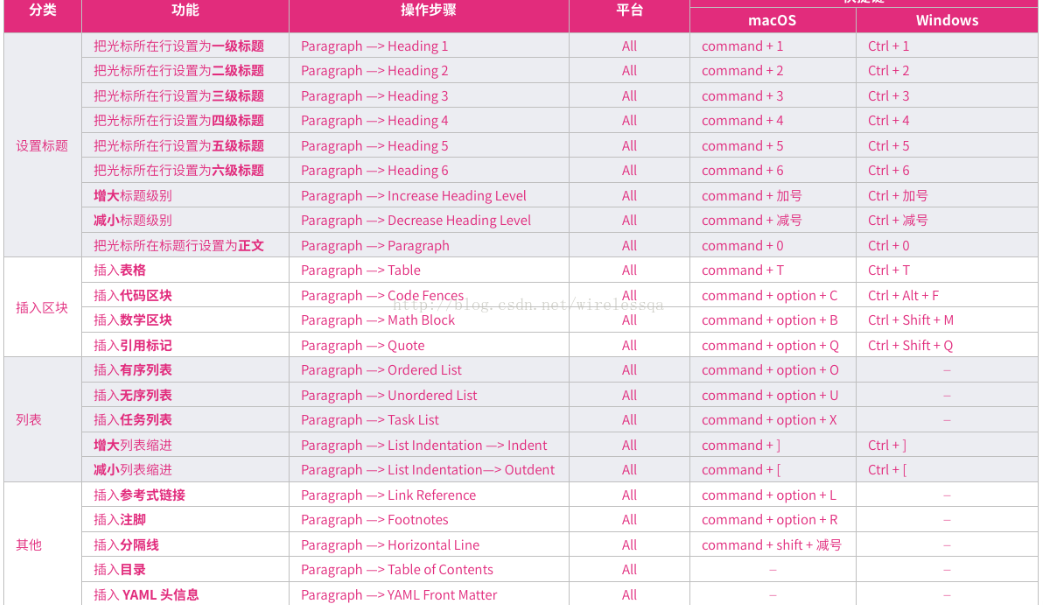 快捷键
分类 功能 操作步骤 平台 macOS Windows
设置标题
把光标所在行设置为一级标题 Paragraph —> Heading 1 All command + 1 Ctrl + 1
把光标所在行设置为二级标题 Paragraph —> Heading 2 All command + 2 Ctrl + 2
把光标所在行设置为三级标题 Paragraph —> Heading 3 All command + 3 Ctrl + 3
把光标所在行设置为四级标题 Paragraph —> Heading 4 All command + 4 Ctrl + 4
把光标所在行设置为五级标题 Paragraph —> Heading 5 All command + 5 Ctrl + 5
把光标所在行设置为六级标题 Paragraph —> Heading 6 All command + 6 Ctrl + 6
增大标题级别 Paragraph —> Increase Heading Level All command + 加号 Ctrl + 加号
减小标题级别 Paragraph —> Decrease Heading Level All command + 减号 Ctrl + 减号
把光标所在标题行设置为正文 Paragraph —> Paragraph All command + 0 Ctrl + 0
插入区块
插入表格 Paragraph —> Table All command + T Ctrl + T
插入代码区块 Paragraph —> Code Fences All command + option + C Ctrl + Alt + F
http://blog.csdn.net/wirelessqa
插入数学区块 Paragraph —> Math Block All command + option + B Ctrl + Shift + M
插入引用标记 Paragraph —> Quote All command + option + Q Ctrl + Shift + Q
列表
插入有序列表 Paragraph —> Ordered List All command + option + O –
插入无序列表 Paragraph —> Unordered List All command + option + U –
插入任务列表 Paragraph —> Task List All command + option + X –
增大列表缩进 Paragraph —> List Indentation —> Indent All command + ] Ctrl + ]
减小列表缩进 Paragraph —> List Indentation—> Outdent All command + [ Ctrl + [
其他
插入参考式链接 Paragraph —> Link Reference All command + option + L –
插入注脚 Paragraph —> Footnotes All command + option + R –
插入分隔线 Paragraph —> Horizontal Line All command + shift + 减号 –
插入目录 Paragraph —> Table of Contents All – –
插入 YAML 头信息 Paragraph —> YAML Front Matter All – –